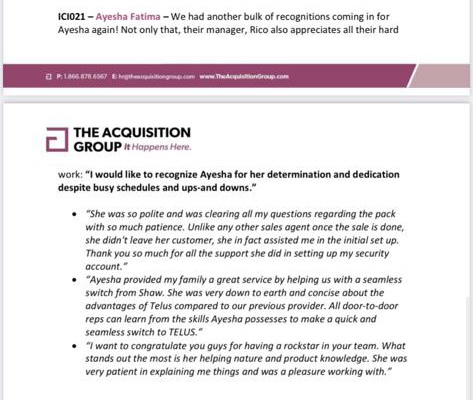 ICI021 – Ayesha Fatima – We had another bulk of recognitions coming in for
Ayesha again! Not only that, their manager, Rico also appreciates all their hard
P: 1.866.878.6567 E: hr@theacquisitiongroup.com www.TheAcquisitionGroup.com
THE ACQUISITION
GROUP It Happens Here.
work: “I would like to recognize Ayesha for her determination and dedication
despite busy schedules and ups-and downs.”
• “She was so polite and was clearing all my questions regarding the pack
with so much patience. Unlike any other sales agent once the sale is done,
she didn't leave her customer, she in fact assisted me in the initial set up.
Thank you so much for all the support she did in setting up my security
account.”
• “Ayesha provided my family a great service by helping us with a seamless
switch from Shaw. She was very down to earth and concise about the
advantages of Telus compared to our previous provider. All door-to-door
reps can learn from the skills Ayesha possesses to make a quick and
seamless switch to TELUS.”
• “I want to congratulate you guys for having a rockstar in your team. What
stands out the most is her helping nature and product knowledge. She was
very patient in explaining me things and was a pleasure working with.”